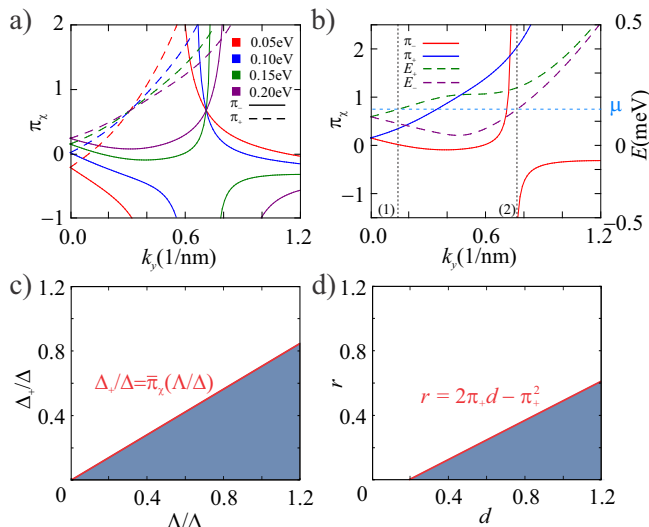 a)
2
1
0
-1
π_χ
0.05eV
0.10eV
0.15eV
0.20eV
π_-
π_+
0.0
0.6
1.2
k_y(1/nm)
b)
2
1
0
-1
π_χ
π_-
π_+
E_+
E_-
0.5
μ
0
-0.5
E(meV)
(1)
(2)
0.0
0.6
1.2
k_y(1/nm)
c)
1.2
0.8
0.4
Δ_+/Δ
Δ_+/Δ=π̅_χ(Λ/Δ)
0
0.4
0.8
1.2
Λ/Δ
d)
1.2
0.8
0.4
r
r = 2π_+d – π_+^2
0
0.4
0.8
1.2
d